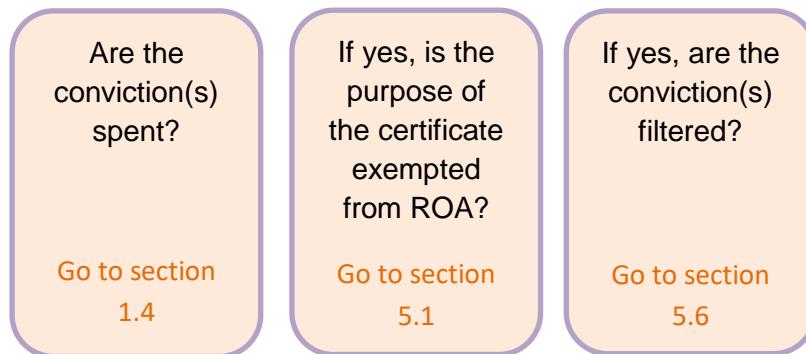 Are the
conviction(s)
spent?
Go to section
1.4
If yes, is the
purpose of
the certificate
exempted
from ROA?
Go to section
5.1
If yes, are the
conviction(s)
filtered?
Go to section
5.6